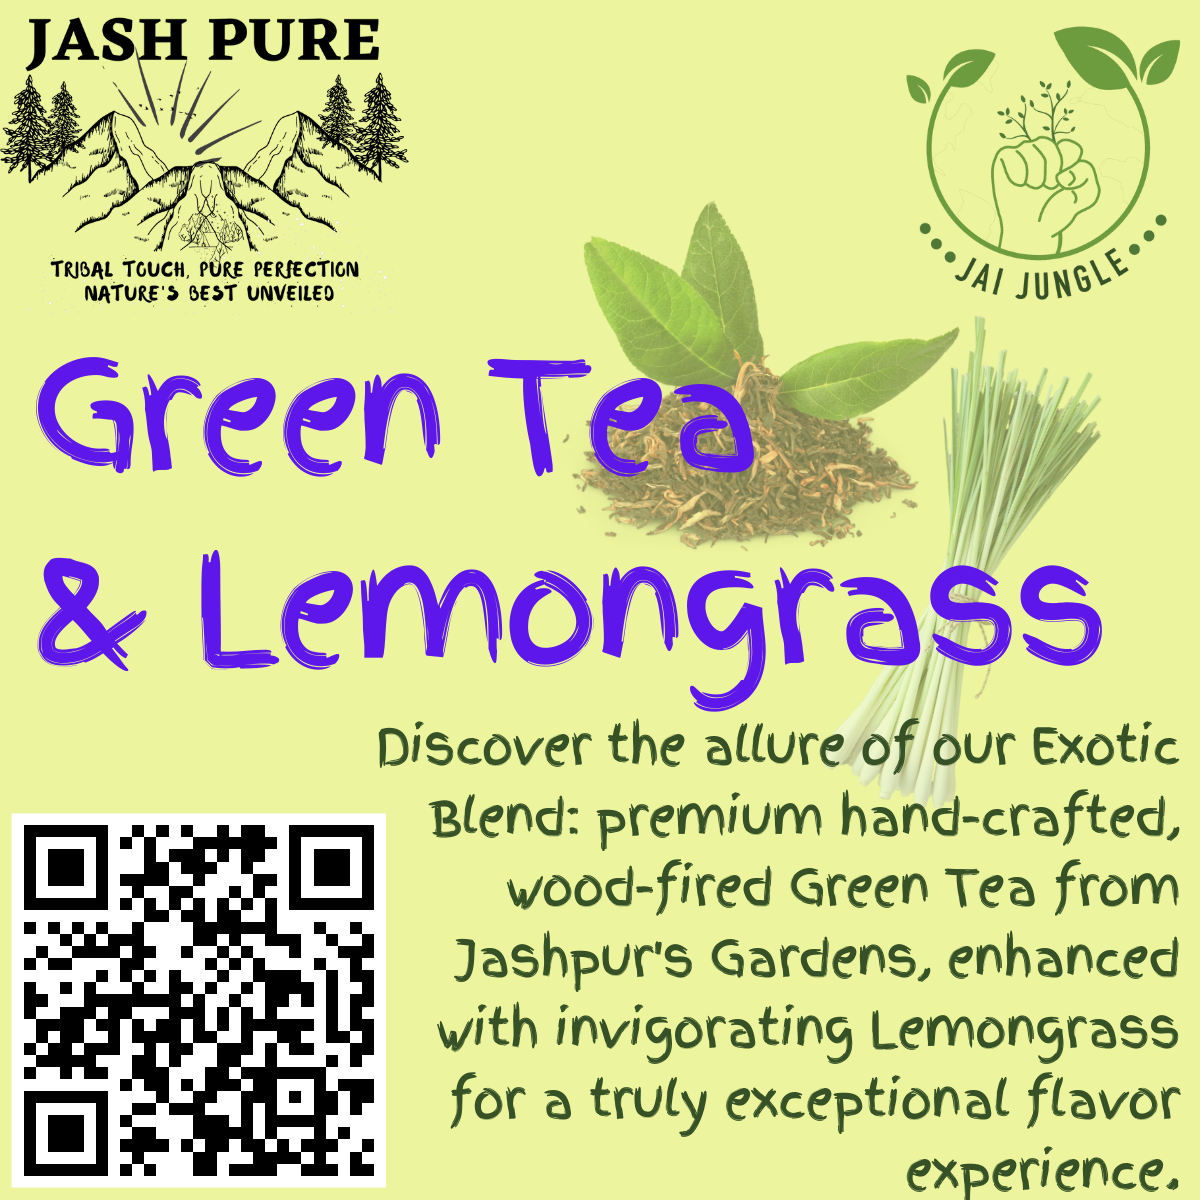 JASH PURE
TRIBAL TOUCH, PURE PERFECTION
NATURE'S BEST UNVEILED
JAI JUNGLE
Green Tea
& Lemongrass
Discover the allure of our Exotic
Blend: premium hand-crafted,
wood-fired Green Tea from
Jashpur's Gardens, enhanced
with invigorating Lemongrass
for a truly exceptional flavor
experience.